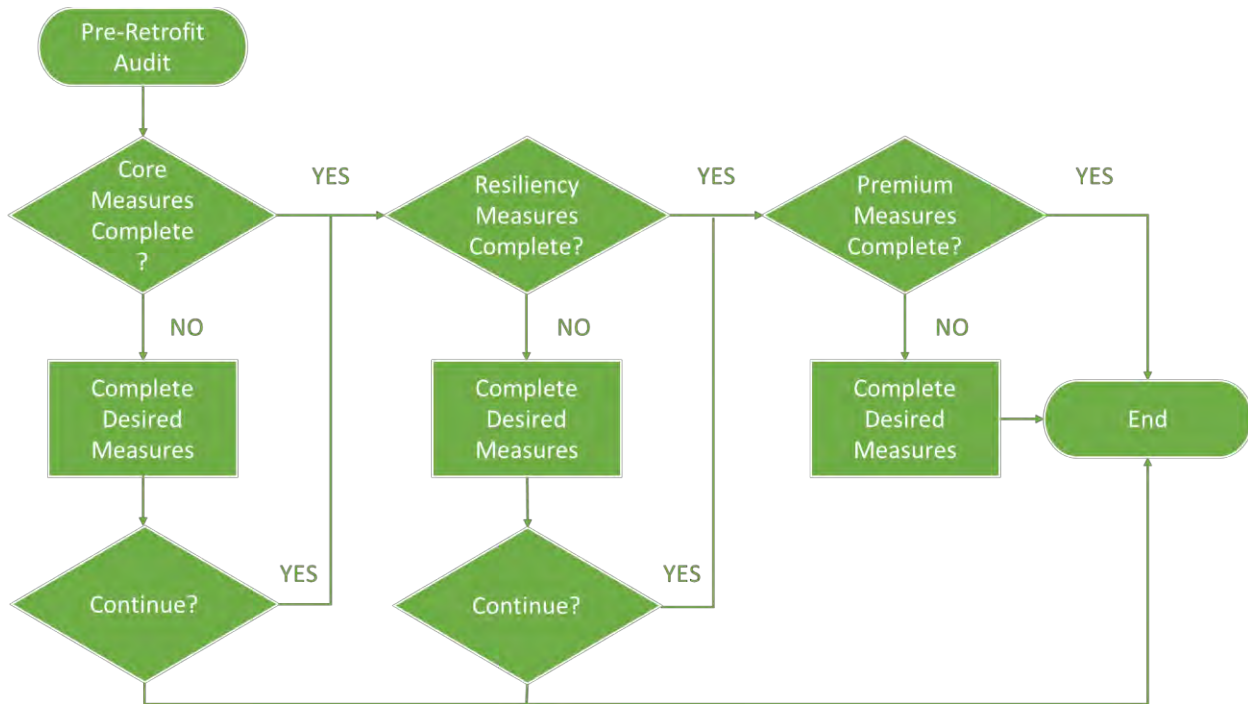 Pre-Retrofit
Audit
Core
Measures
Complete
?
YES
Resiliency
Measures
Complete?
YES
Premium
Measures
Complete?
YES
NO
NO
NO
Complete
Desired
Measures
Complete
Desired
Measures
Complete
Desired
Measures
End
Continue?
YES
Continue?
YES